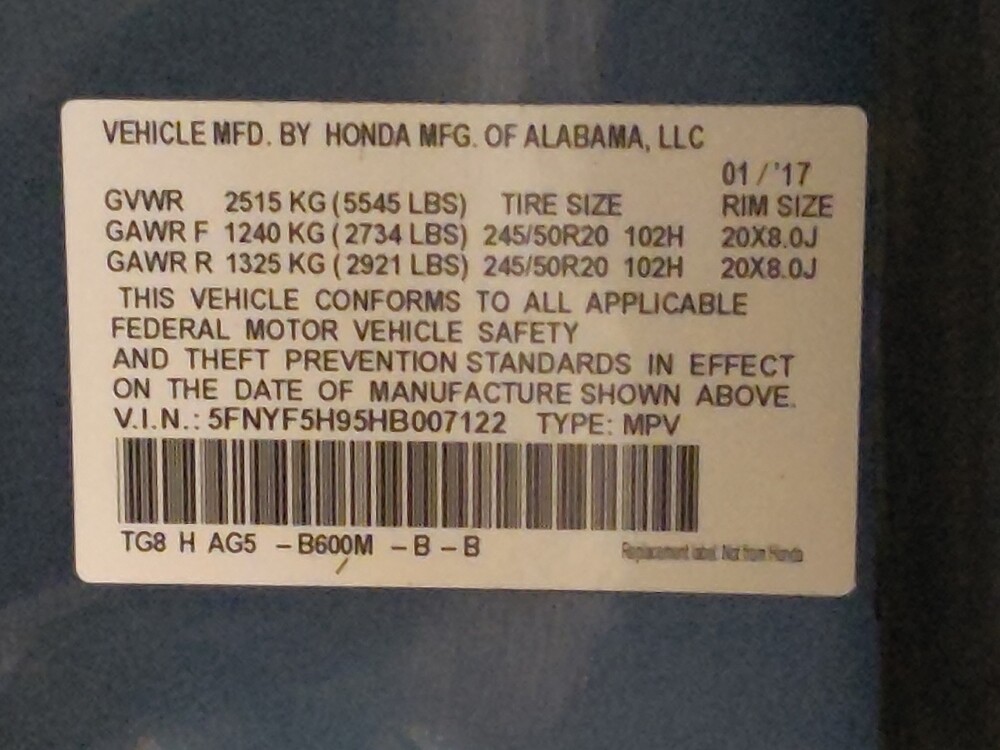 VEHICLE MFD. BY HONDA MFG. OF ALABAMA, LLC
01 / '17
GVWR 2515 KG (5545 LBS) TIRE SIZE RIM SIZE
GAWR F 1240 KG (2734 LBS) 245/50R20 102H 20X8.0J
GAWR R 1325 KG (2921 LBS) 245/50R20 102H 20X8.0J
THIS VEHICLE CONFORMS TO ALL APPLICABLE
FEDERAL MOTOR VEHICLE SAFETY
AND THEFT PREVENTION STANDARDS IN EFFECT
ON THE DATE OF MANUFACTURE SHOWN ABOVE.
V.I.N.: 5FNYF5H95HB007122 TYPE: MPV
TG8 H AG5 – B600M – B – B
Replacement label. Not from Honda